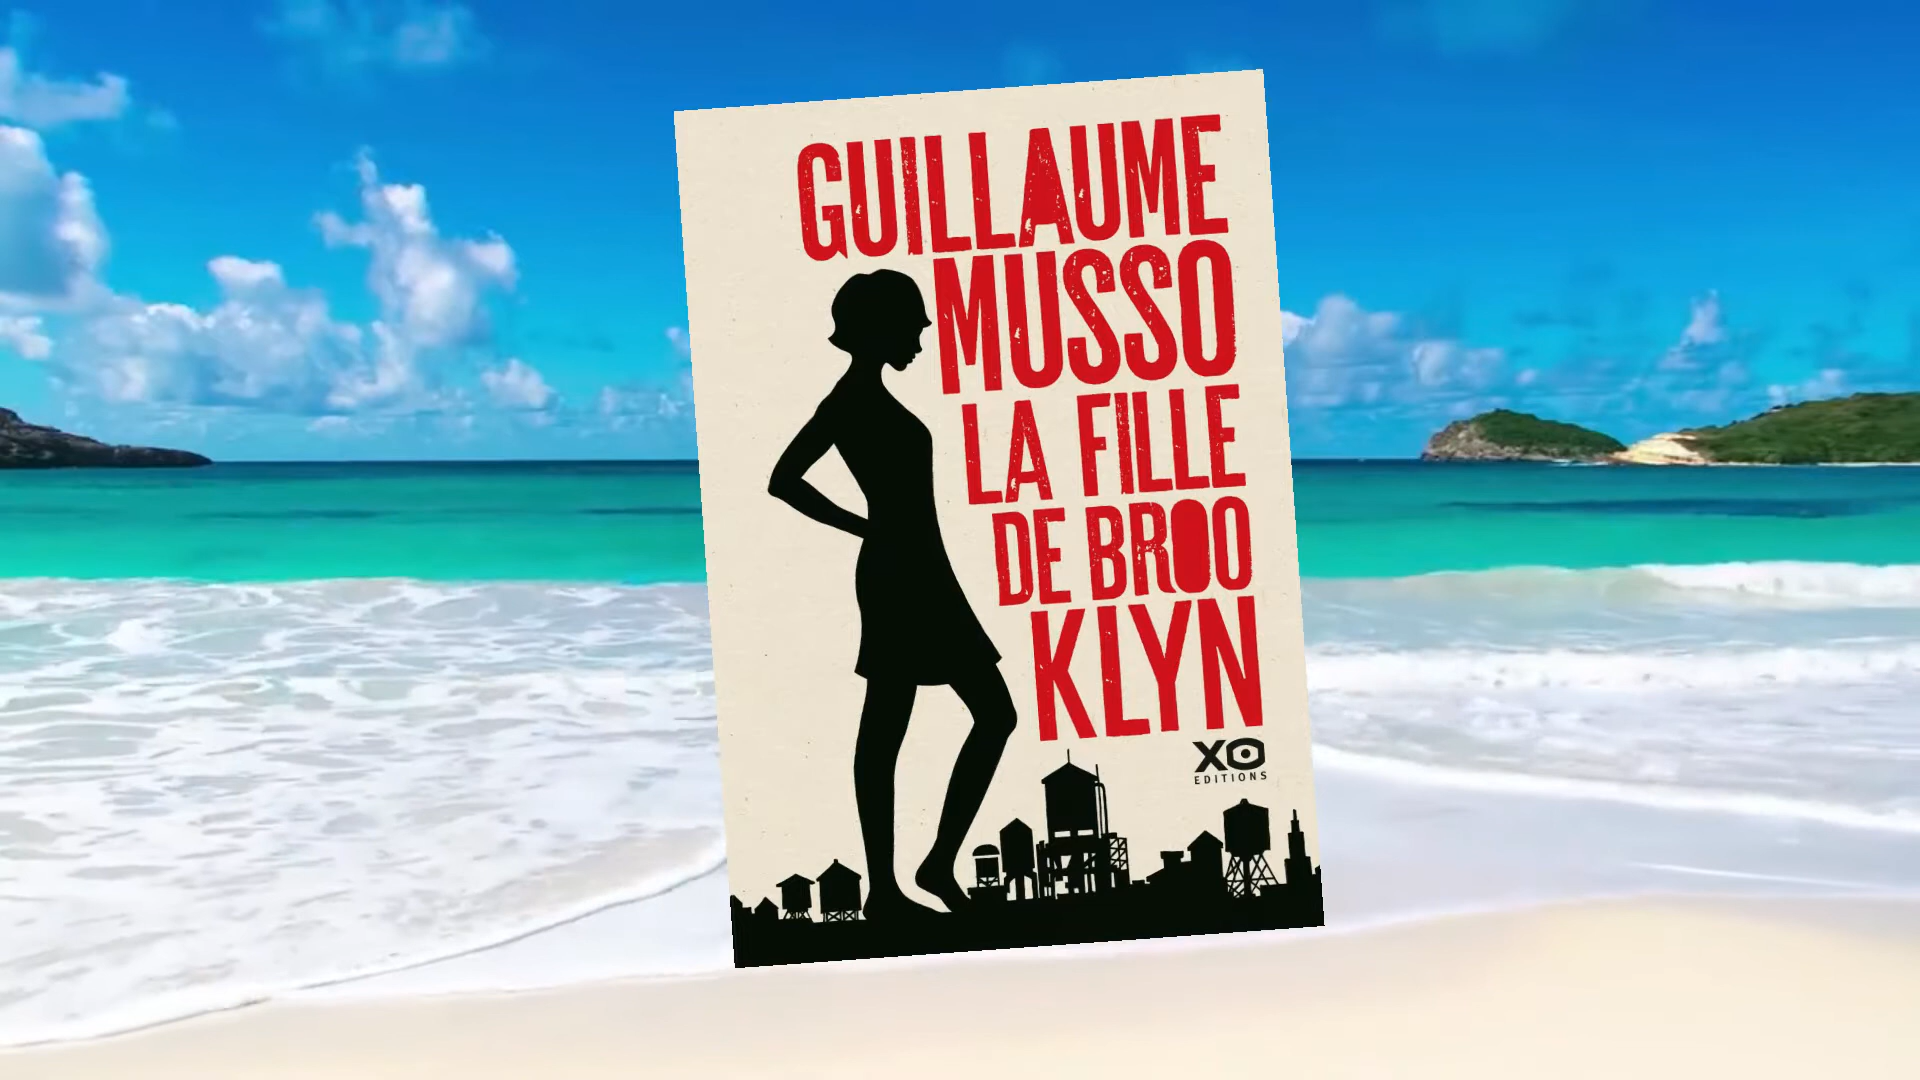 GUILLAUME
MUSSO
LA FILLE
DE BROO
KLYN
XO
EDITIONS